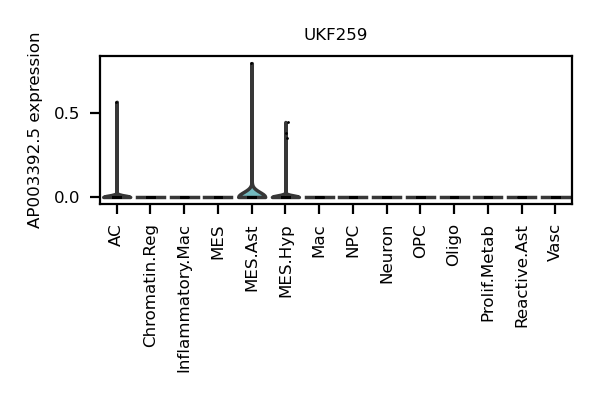 UKF259
AP003392.5 expression
0.5
0.0
AC
Chromatin.Reg
Inflammatory.Mac
MES
MES.Ast
MES.Hyp
Mac
NPC
Neuron
OPC
Oligo
Prolif.Metab
Reactive.Ast
Vasc